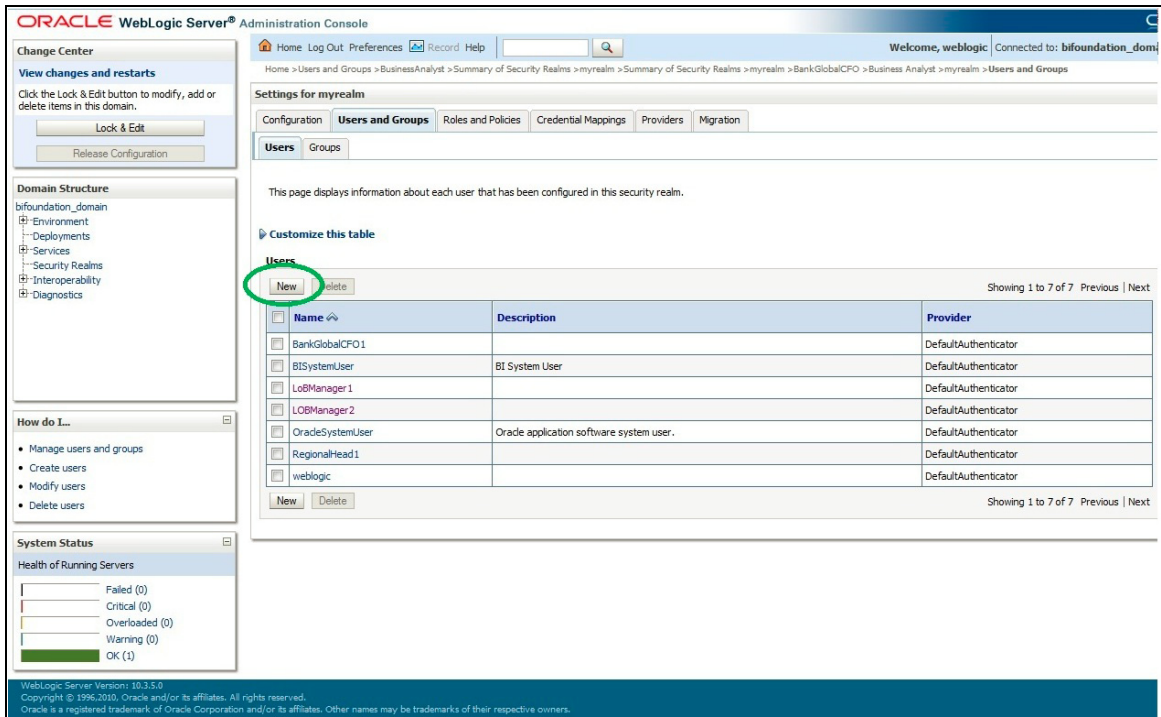 ORACLE WebLogic Server® Administration Console
Change Center
View changes and restarts
Click the Lock & Edit button to modify, add or
delete items in this domain.
Lock & Edit
Release Configuration
Domain Structure
bifoundation_domain
Environment
Deployments
Services
Security Realms
Interoperability
Diagnostics
How do I...
Manage users and groups
Create users
Modify users
Delete users
System Status
Health of Running Servers
Failed (0)
Critical (0)
Overloaded (0)
Warning (0)
OK (1)
Home Log Out Preferences Record Help
Welcome, weblogic Connected to: bifoundation_doma
Home >Users and Groups >BusinessAnalyst >Summary of Security Realms >myrealm >Summary of Security Realms >myrealm >BankGlobalCFO >Business Analyst >myrealm >Users and Groups
Settings for myrealm
Configuration Users and Groups Roles and Policies Credential Mappings Providers Migration
Users Groups
This page displays information about each user that has been configured in this security realm.
Customize this table
Users
New Delete Showing 1 to 7 of 7 Previous | Next
Name Description Provider
BankGlobalCFO1 DefaultAuthenticator
BISystemUser BI System User DefaultAuthenticator
LoBManager1 DefaultAuthenticator
LOBManager2 DefaultAuthenticator
OracleSystemUser Oracle application software system user. DefaultAuthenticator
RegionalHead1 DefaultAuthenticator
weblogic DefaultAuthenticator
New Delete Showing 1 to 7 of 7 Previous | Next
WebLogic Server Version: 10.3.5.0
Copyright © 1996,2010, Oracle and/or its affiliates. All rights reserved.
Oracle is a registered trademark of Oracle Corporation and/or its affiliates. Other names may be trademarks of their respective owners.